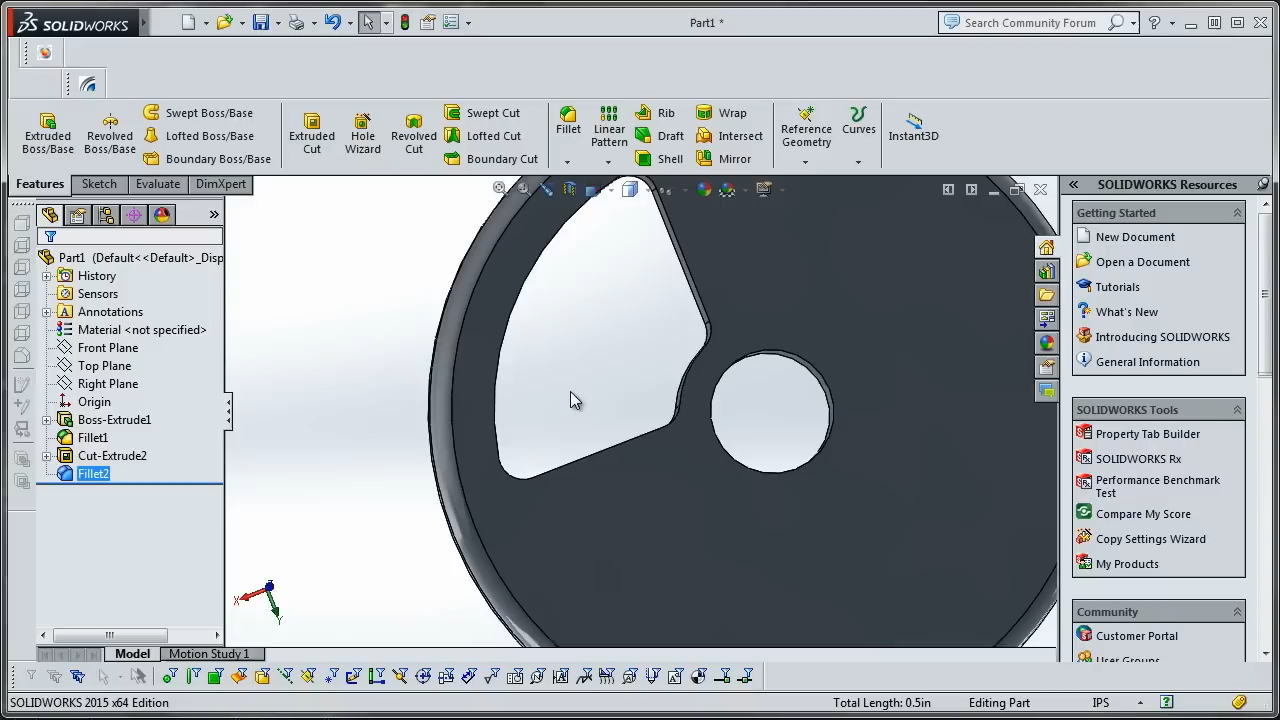 SOLIDWORKS
Part1 *
Search Community Forum
Extruded Boss/Base
Revolved Boss/Base
Swept Boss/Base
Lofted Boss/Base
Boundary Boss/Base
Extruded Cut
Hole Wizard
Revolved Cut
Swept Cut
Lofted Cut
Boundary Cut
Fillet
Linear Pattern
Rib
Draft
Shell
Wrap
Intersect
Mirror
Reference Geometry
Curves
Instant3D
Features
Sketch
Evaluate
DimXpert
Part1 (Default<<Default>_Disp
History
Sensors
Annotations
Material <not specified>
Front Plane
Top Plane
Right Plane
Origin
Boss-Extrude1
Fillet1
Cut-Extrude2
Fillet2
X
Y
Z
SOLIDWORKS Resources
Getting Started
New Document
Open a Document
Tutorials
What's New
Introducing SOLIDWORKS
General Information
SOLIDWORKS Tools
Property Tab Builder
SOLIDWORKS Rx
Performance Benchmark
Test
Compare My Score
Copy Settings Wizard
My Products
Community
Customer Portal
User Groups
Model
Motion Study 1
SOLIDWORKS 2015 x64 Edition
Total Length: 0.5in
Editing Part
IPS